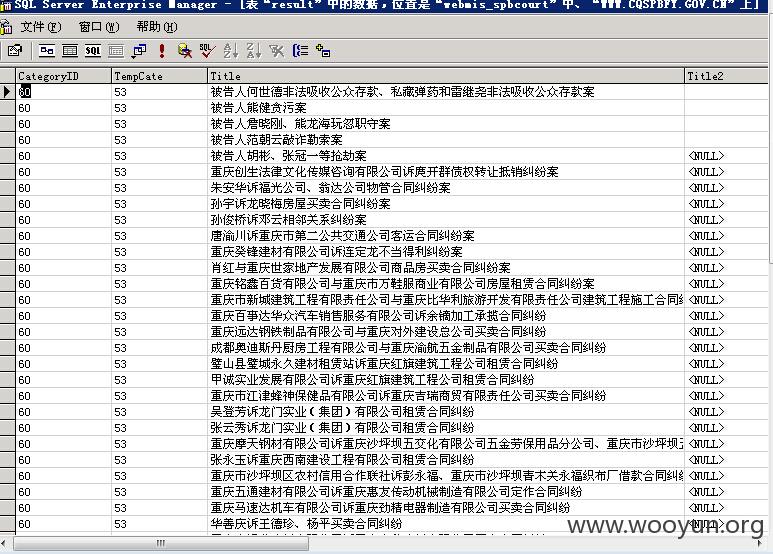 SQL Server Enterprise Manager - [表“result”中的数据，位置是“webmis_spbcourt”中、“WWW.CQSPBFY.GOV.CN”上]
文件(F) 窗口(W) 帮助(H)
CategoryID TempCate Title Title2
60 53 被告人何世德非法吸收公众存款、私藏弹药和雷继尧非法吸收公众存款案
60 53 被告人熊健贪污案
60 53 被告人詹晓刚、熊龙海玩忽职守案
60 53 被告人范朝云敲诈勒索案
60 53 被告人胡彬、张冠一等抢劫案 <NULL>
60 53 重庆创生法律文化传媒咨询有限公司诉庹开群债权转让抵销纠纷案 <NULL>
60 53 朱安华诉福光公司、翁达公司物管合同纠纷案 <NULL>
60 53 孙宇诉龙晓梅房屋买卖合同纠纷案 <NULL>
60 53 孙俊桥诉邓云相邻关系纠纷案 <NULL>
60 53 唐渝川诉重庆市第二公共交通公司客运合同纠纷案 <NULL>
60 53 重庆癸锋建材有限公司诉连定龙不当得利纠纷案 <NULL>
60 53 肖红与重庆世家地产发展有限公司商品房买卖合同纠纷案 <NULL>
60 53 重庆铭鑫百货有限公司与重庆市万鞋服商业有限公司房屋租赁合同纠纷案 <NULL>
60 53 重庆市新城建筑工程有限责任公司与重庆比华利旅游开发有限责任公司建筑工程施工合同纠 <NULL>
60 53 重庆百事达华众汽车销售服务有限公司诉余楠加工承揽合同纠纷 <NULL>
60 53 重庆远达钢铁制品有限公司与重庆对外建设总公司买卖合同纠纷 <NULL>
60 53 成都奥迪斯丹厨房工程有限公司与重庆渝航五金制品有限公司买卖合同纠纷 <NULL>
60 53 璧山县璧城永久建材租赁站诉重庆红旗建筑工程公司租赁合同纠纷 <NULL>
60 53 甲诚实业发展有限公司诉重庆红旗建筑工程公司租赁合同纠纷 <NULL>
60 53 重庆市江津蜂神保健品有限公司诉重庆吉瑞商贸有限责任公司买卖合同纠纷 <NULL>
60 53 吴登芳诉龙门实业（集团）有限公司租赁合同纠纷 <NULL>
60 53 张云秀诉龙门实业（集团）有限公司租赁合同纠纷 <NULL>
60 53 重庆摩天钢材有限公司诉重庆沙坪坝五交化有限公司五金劳保用品分公司、重庆市沙坪坝五 <NULL>
60 53 张永玉诉重庆西南建设工程有限公司租赁合同纠纷 <NULL>
60 53 重庆市沙坪坝区农村信用合作联社诉彭永福、重庆市沙坪坝青木关永福织布厂借款合同纠纷 <NULL>
60 53 重庆五通建材有限公司诉重庆惠友传动机械制造有限公司定作合同纠纷 <NULL>
60 53 重庆马速达机车有限公司诉重庆劲精电器制造有限公司买卖合同纠纷 <NULL>
60 53 华善庆诉王德珍、杨平买卖合同纠纷 <NULL>
www.wooyun.org